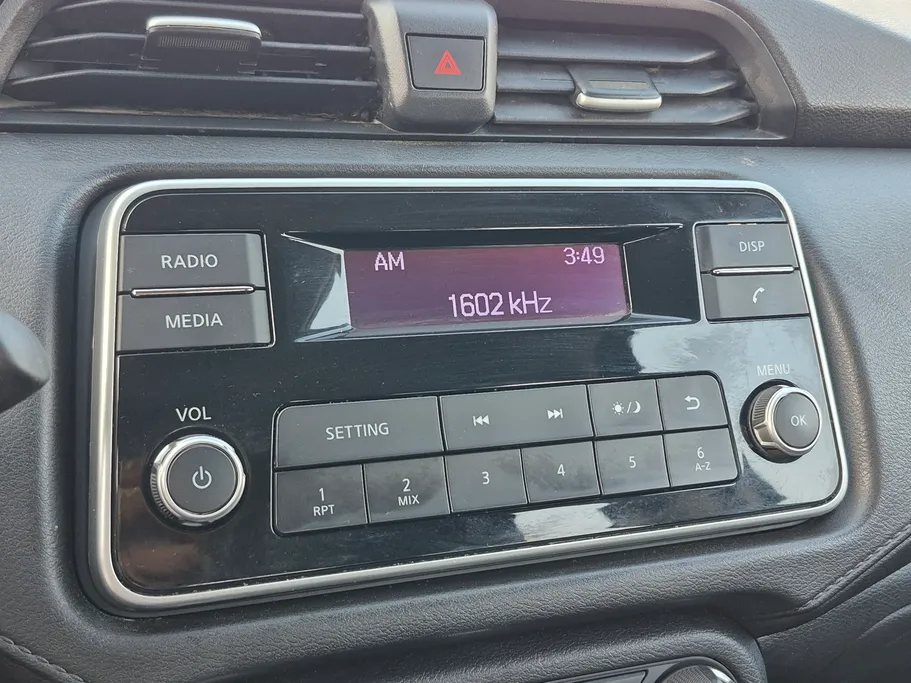 RADIO
MEDIA
AM 3:49
1602 kHz
DISP
VOL
MENU
OK
SETTING
1
RPT
2
MIX
3
4
5
6
A-Z